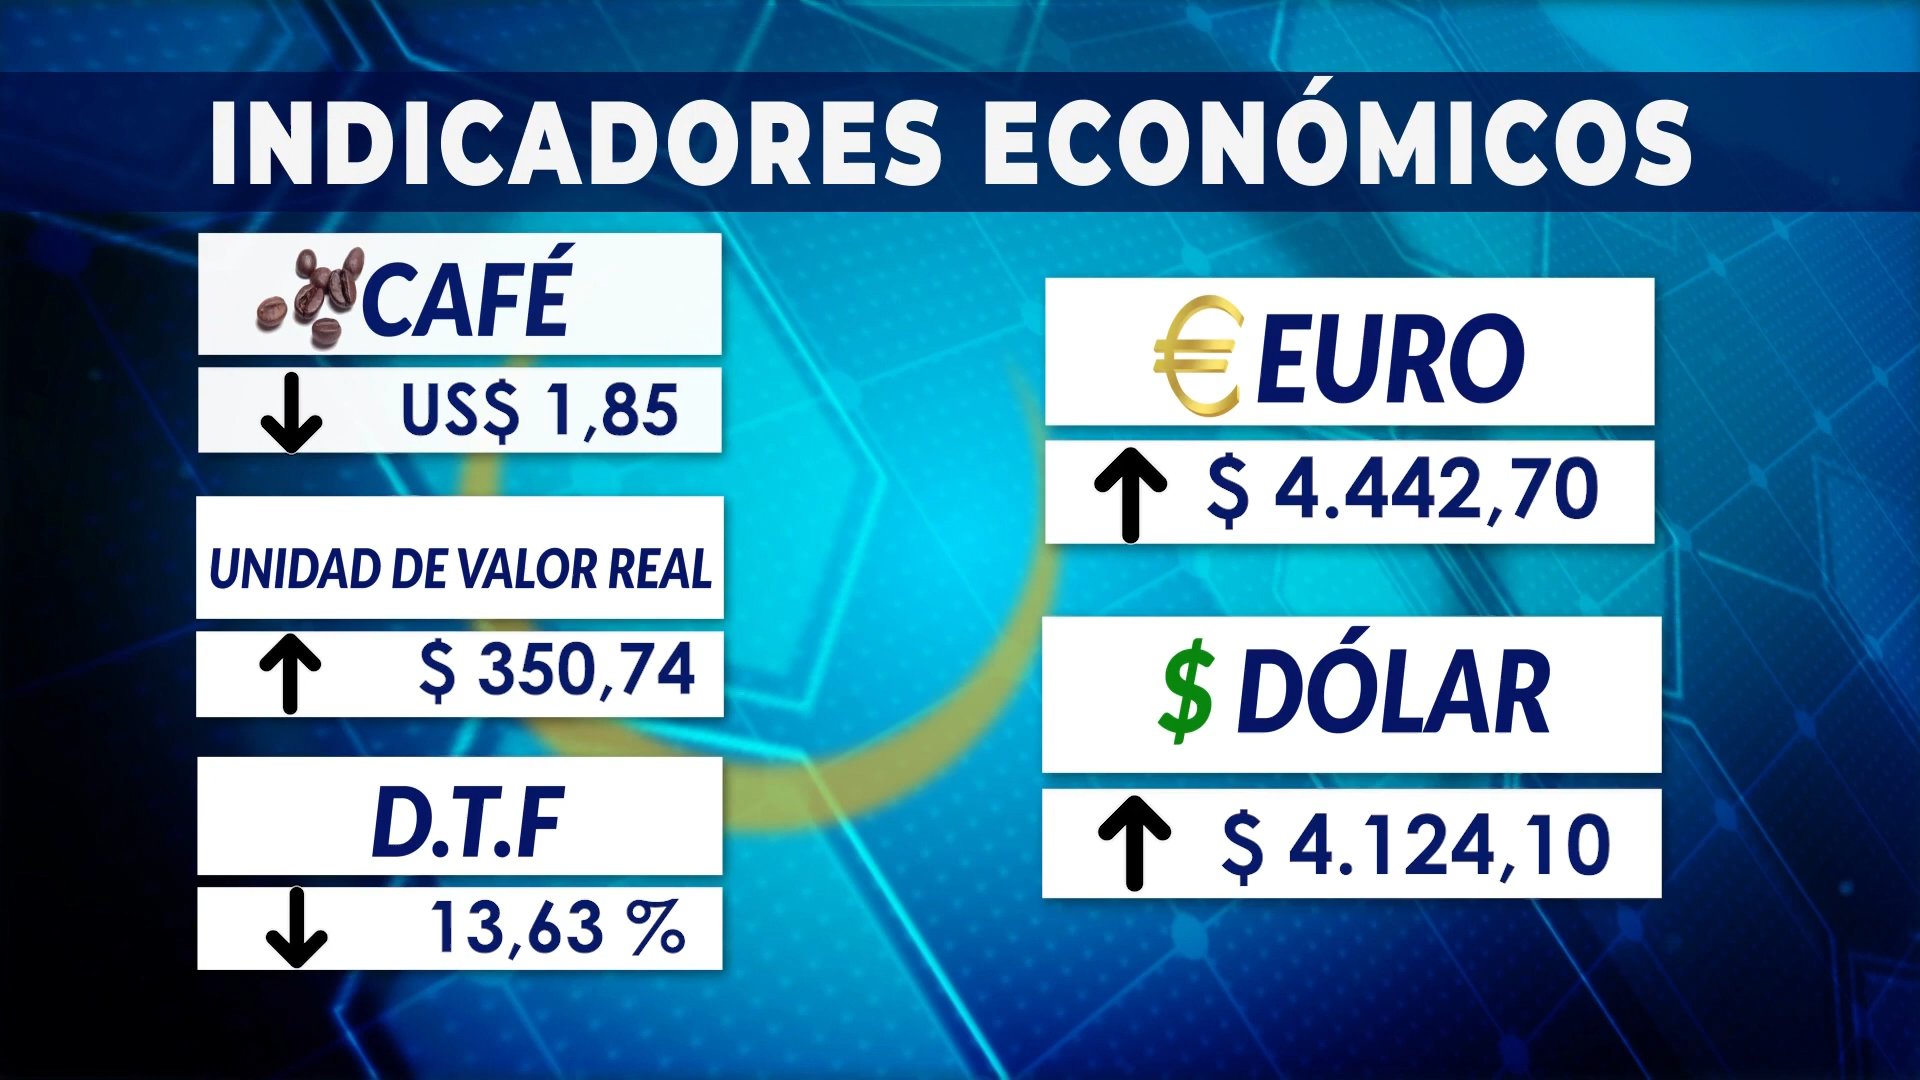 INDICADORES ECONÓMICOS
CAFÉ
US$ 1,85
UNIDAD DE VALOR REAL
$ 350,74
D.T.F
13,63 %
€ EURO
$ 4.442,70
$ DÓLAR
$ 4.124,10